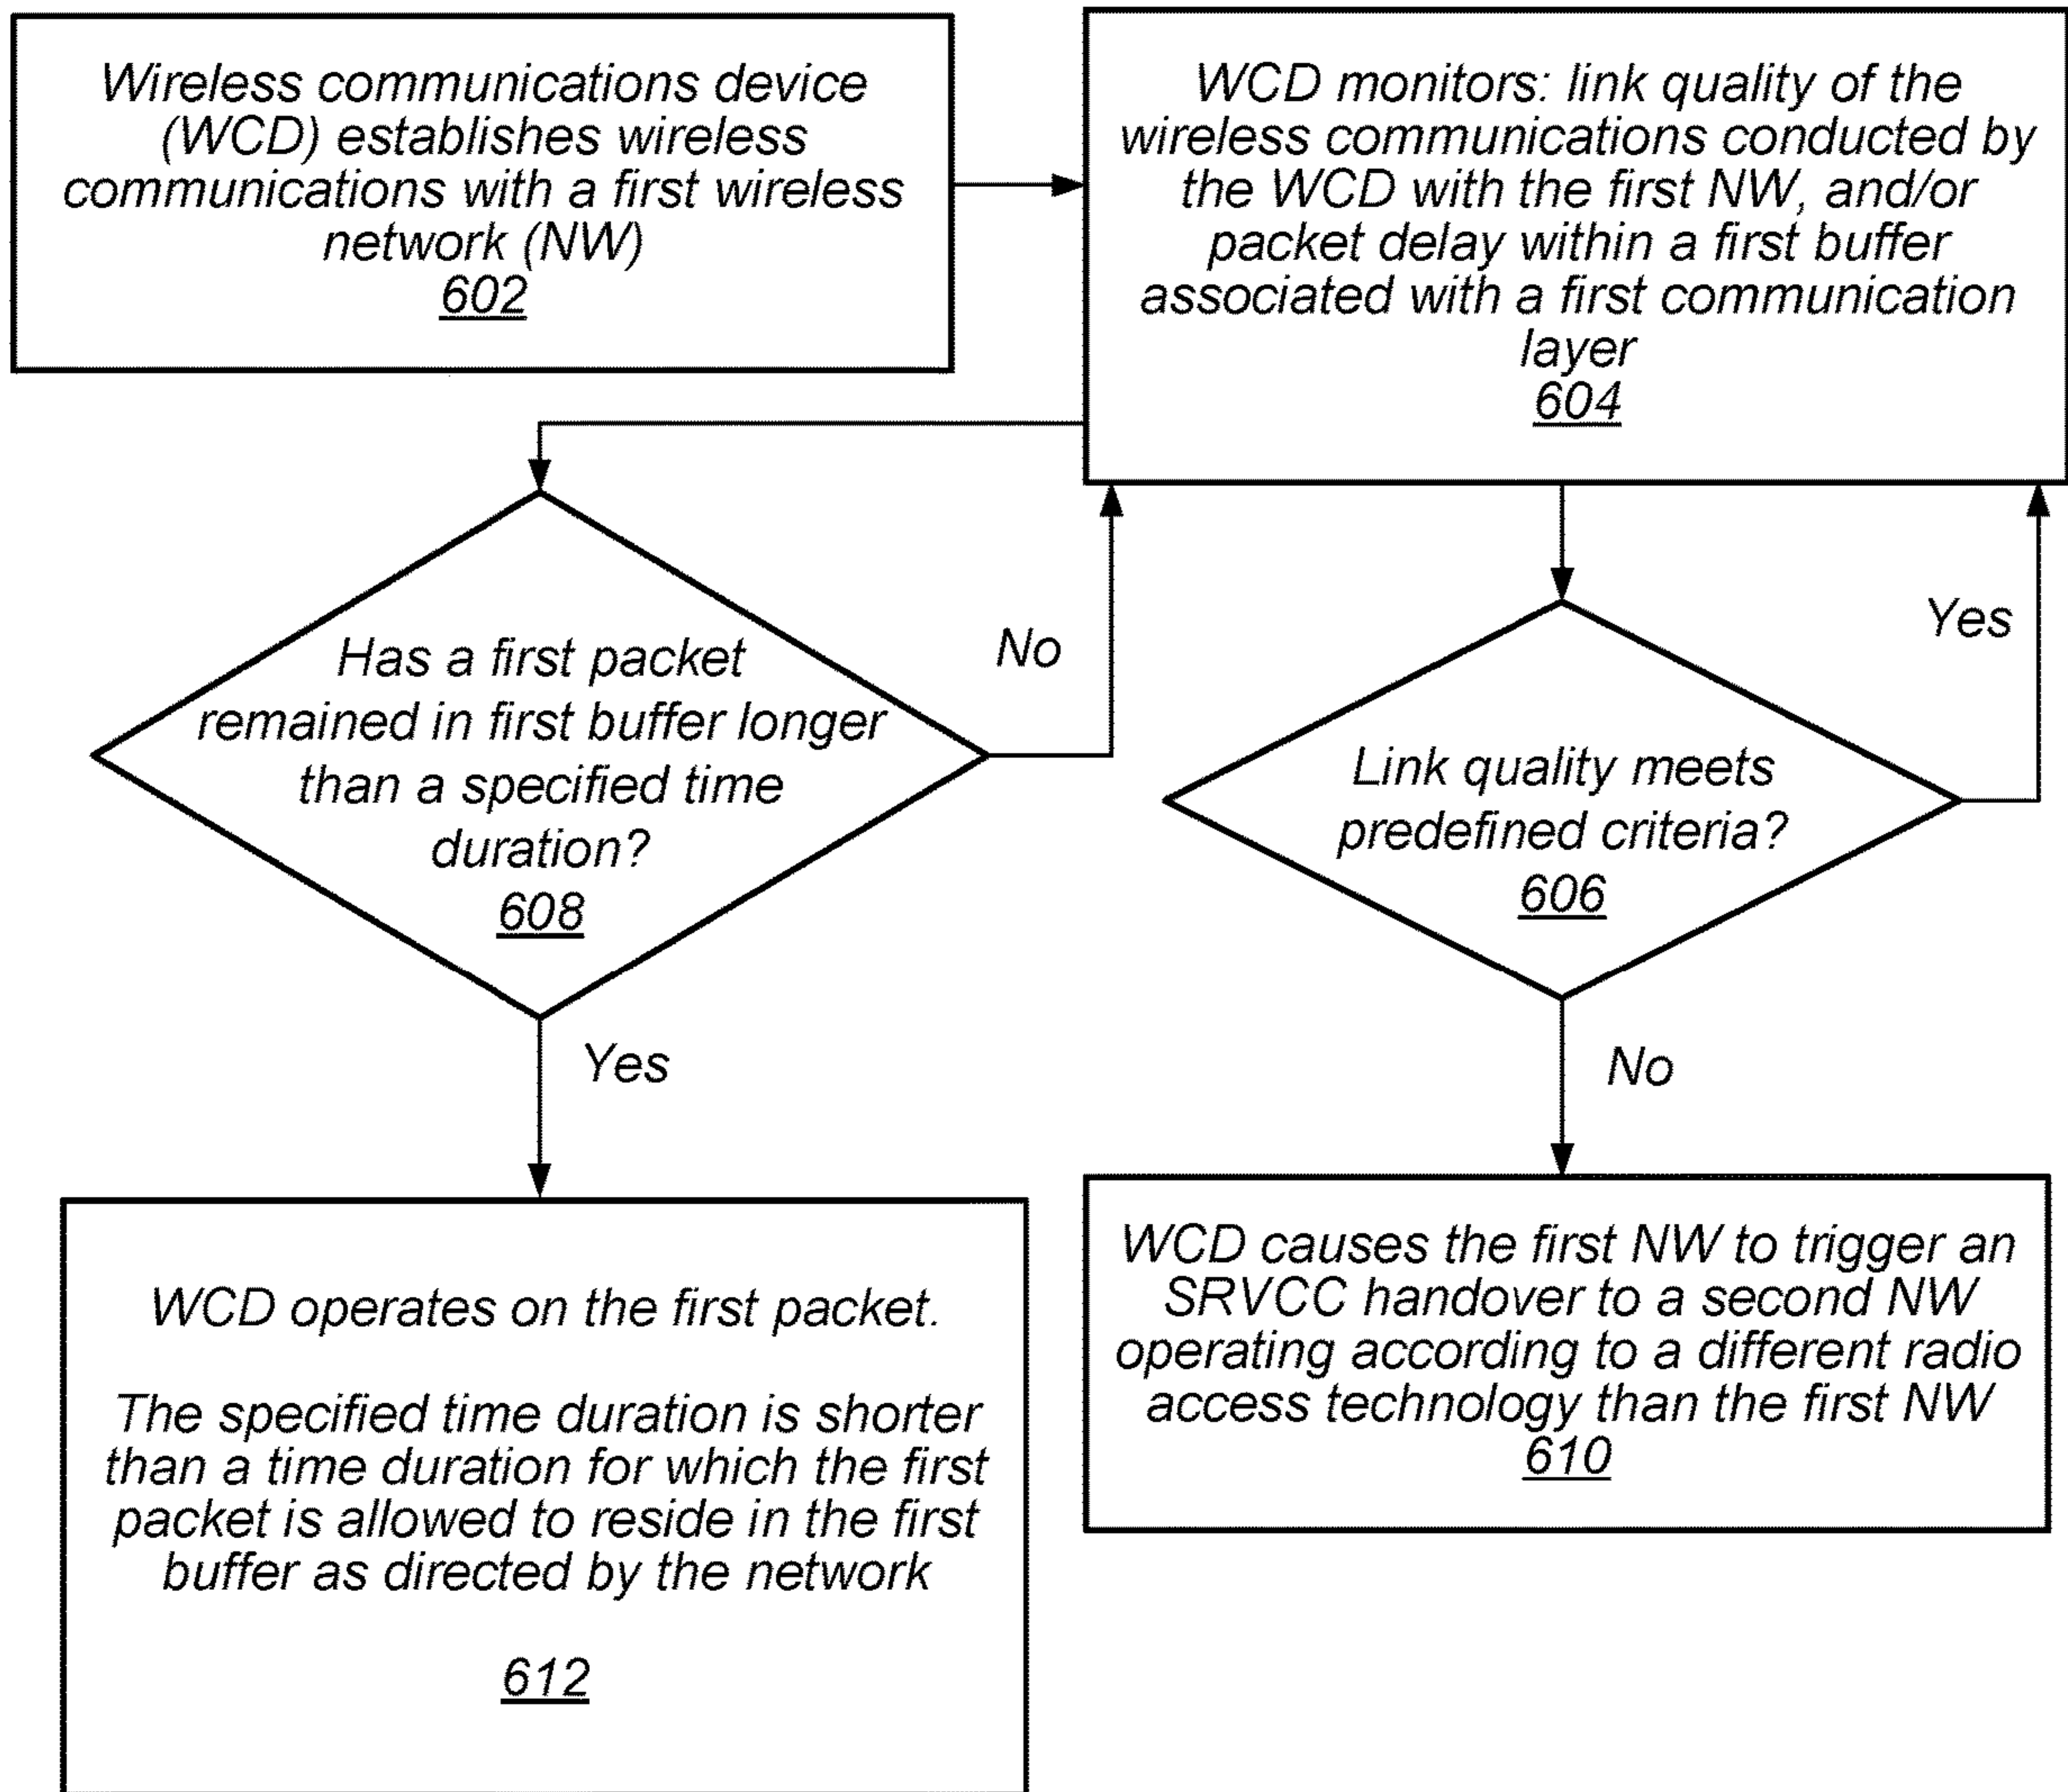 Wireless communications device
(WCD) establishes wireless
communications with a first wireless
network (NW)
602
WCD monitors: link quality of the
wireless communications conducted by
the WCD with the first NW, and/or
packet delay within a first buffer
associated with a first communication
layer
604
Has a first packet
remained in first buffer longer
than a specified time
duration?
608
No
Link quality meets
predefined criteria?
606
Yes
Yes
No
WCD operates on the first packet.
The specified time duration is shorter
than a time duration for which the first
packet is allowed to reside in the first
buffer as directed by the network
612
WCD causes the first NW to trigger an
SRVCC handover to a second NW
operating according to a different radio
access technology than the first NW
610